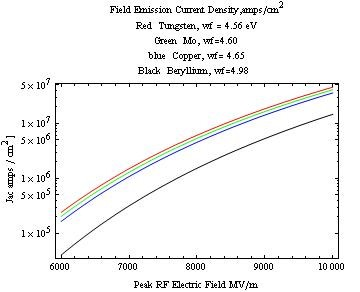 Field Emission Current Density,amps/cm2
Red Tungsten, wf = 4.56 eV
Green Mo, wf=4.60
blue Copper, wf= 4.65
Black Beryllium, wf=4.98
5×10^7
1×10^7
5×10^6
1×10^6
5×10^5
1×10^5
Jac amps / cm2 ]
6000 7000 8000 9000 10 000
Peak RF Electric Field MV/m